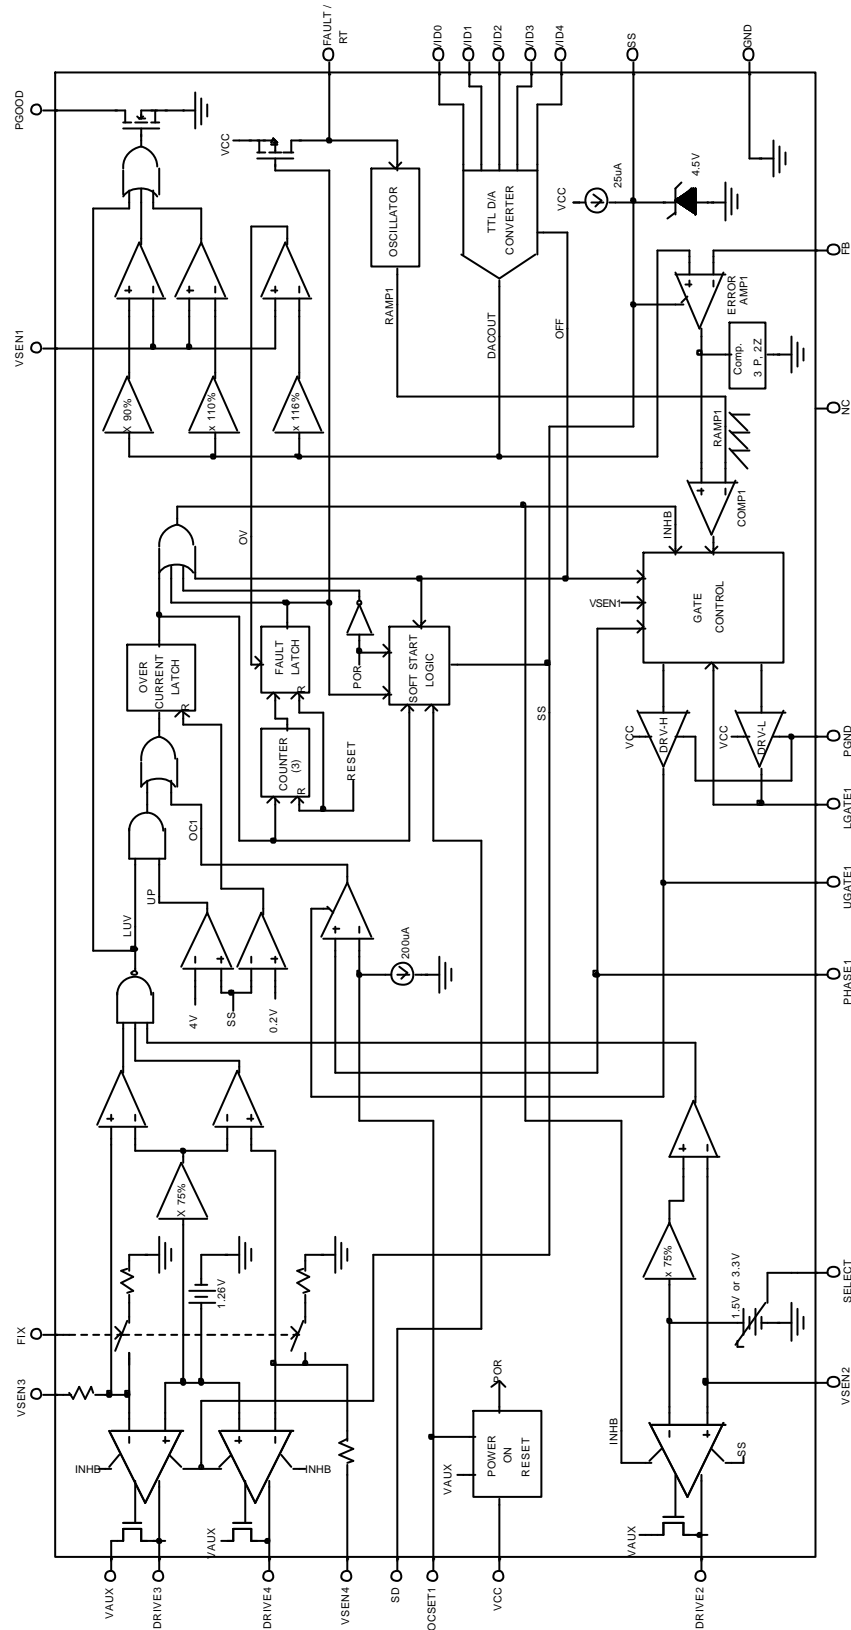 VAUX
DRIVE3
DRIVE4
VSEN4
SD
OCSET1
VCC
DRIVE2
VAUX
VAUX
VAUX
INHB
INHB
INHB
SS
POWER
ON
RESET
POR
VSEN3
FIX
VSEN2
SELECT
1.26V
1.5V or 3.3V
X 75%
x 75%
+
–
4V
SS
0.2V
LUV
UP
OC1
200uA
OVER
CURRENT
LATCH
R
COUNTER
(3)
R
RESET
FAULT
LATCH
R
POR
SOFT START
LOGIC
OV
SS
INHB
VSEN1
GATE
CONTROL
VCC
DRV-H
VCC
DRV-L
PHASE1
UGATE1
LGATE1
PGND
COMP1
RAMP1
Comp.
3 P, 2Z
ERROR
AMP1
X 90%
x 110%
x 116%
VSEN1
RAMP1
DACOUT
OFF
OSCILLATOR
TTL D/A
CONVERTER
VCC
VCC
25uA
4.5V
NC
FB
PGOOD
FAULT /
RT
VID0
VID1
VID2
VID3
VID4
SS
GND